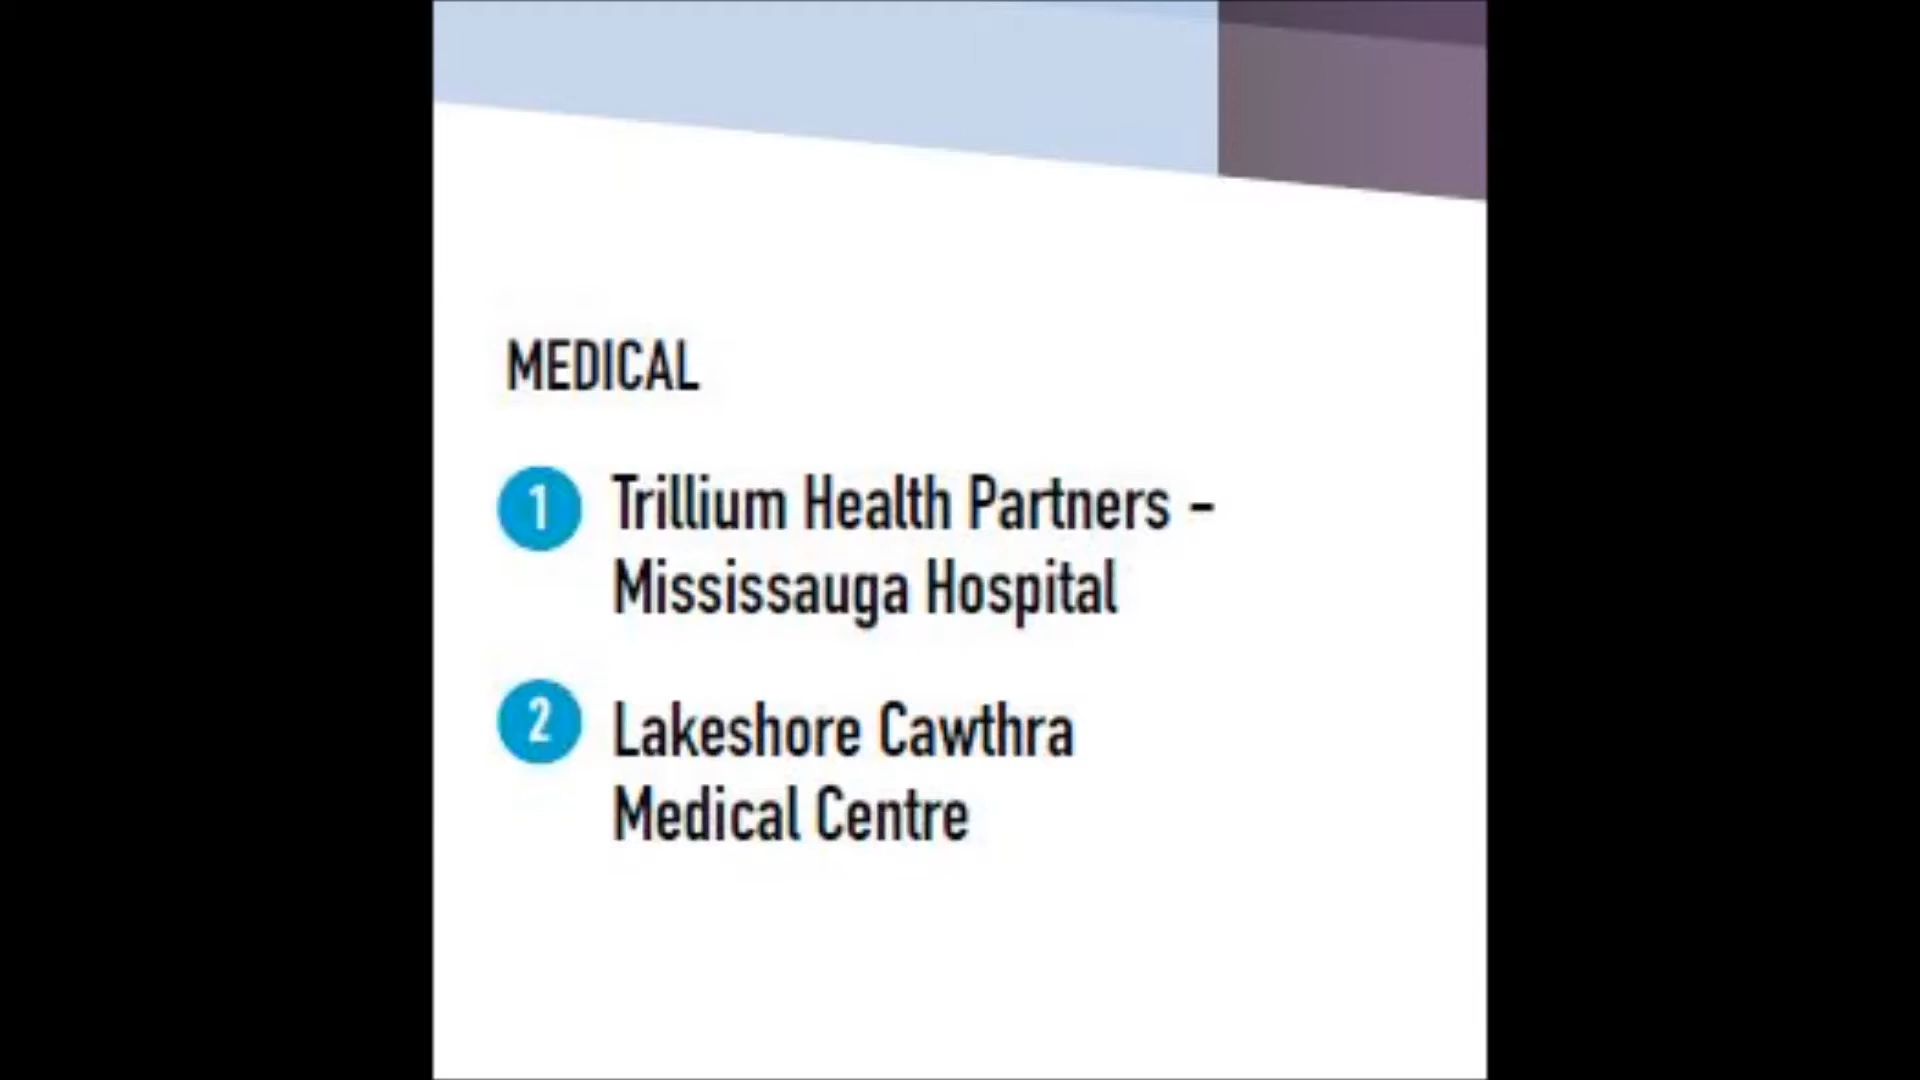 MEDICAL
1 Trillium Health Partners –
Mississauga Hospital
2 Lakeshore Cawthra
Medical Centre